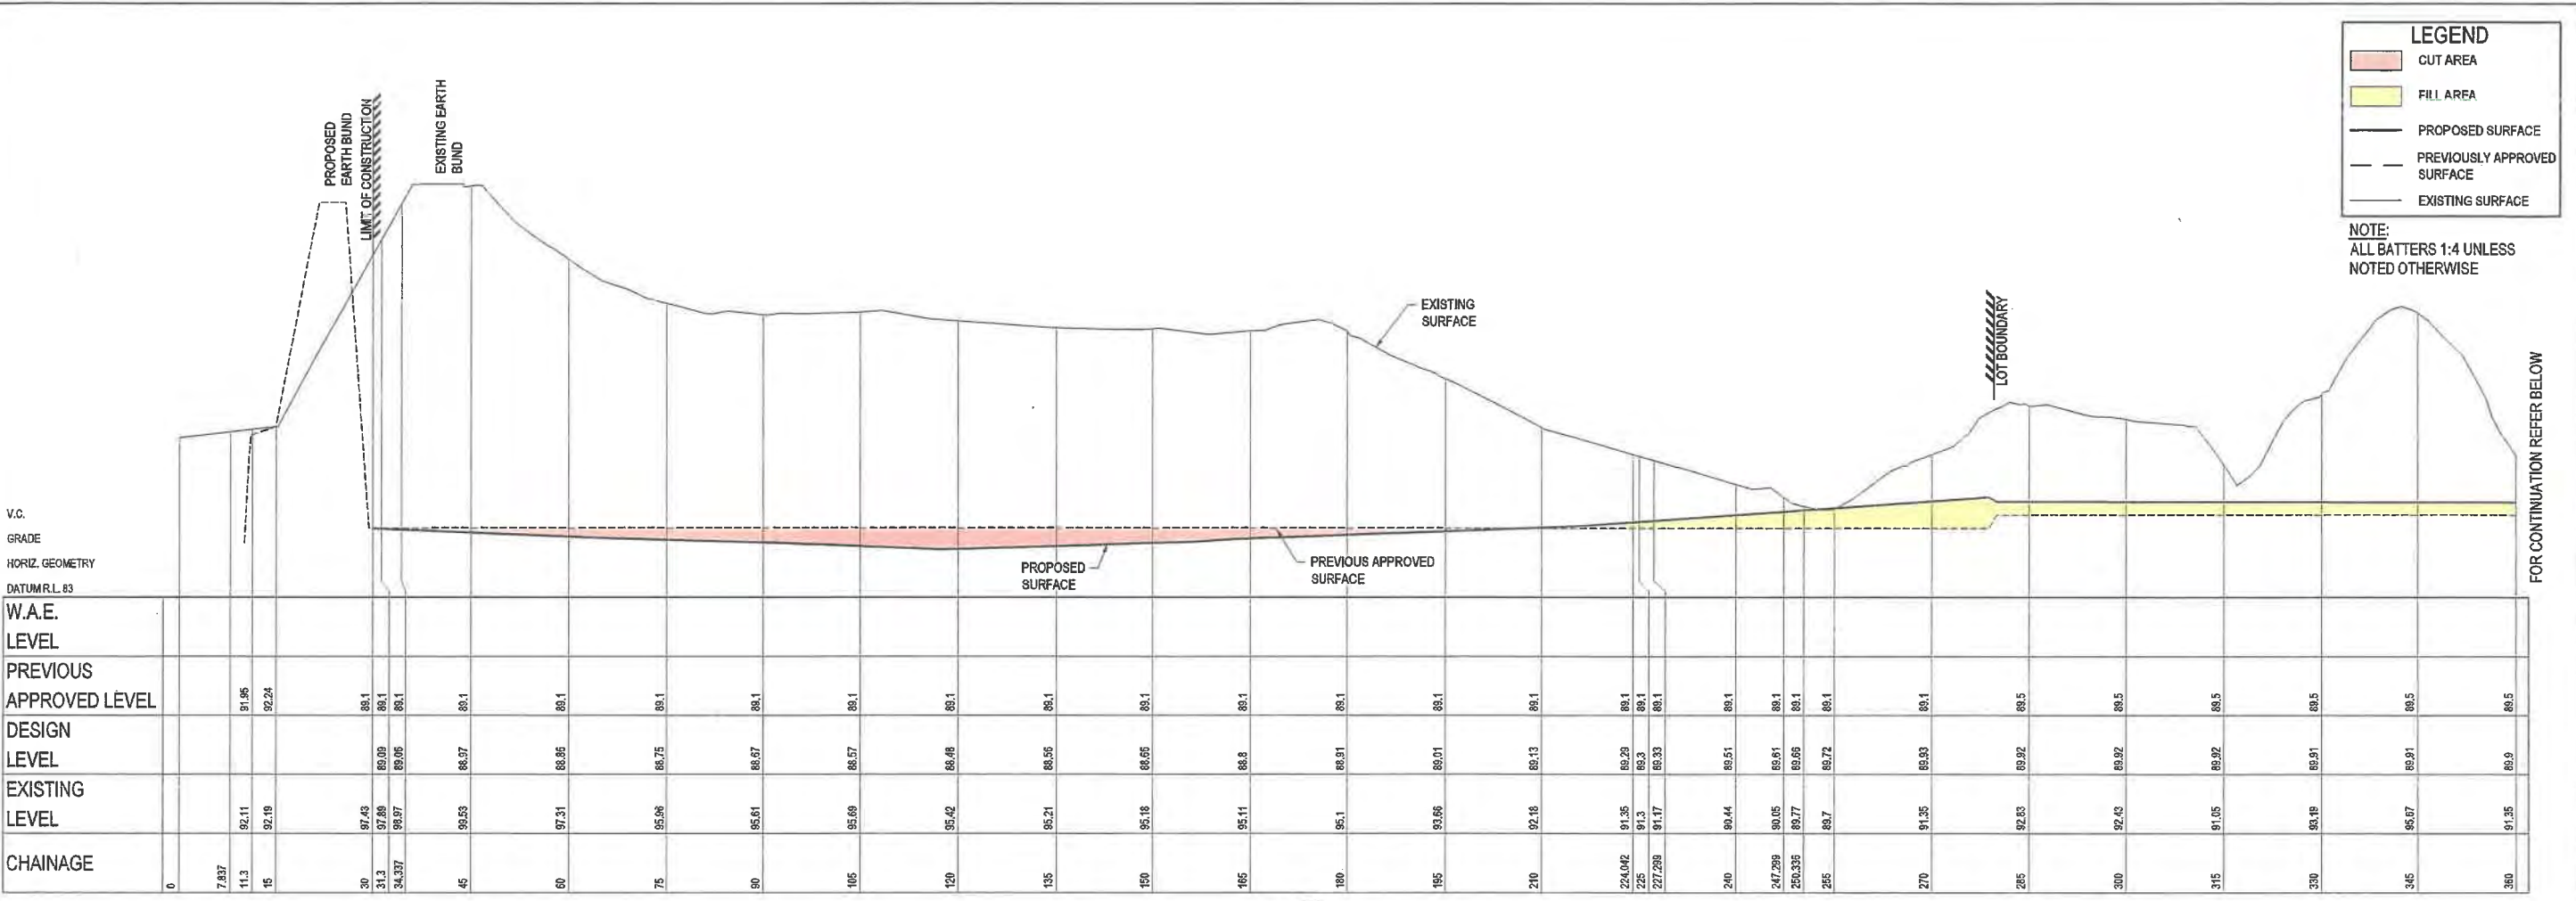 LEGEND
CUT AREA
FILL AREA
PROPOSED SURFACE
PREVIOUSLY APPROVED
SURFACE
EXISTING SURFACE
NOTE:
ALL BATTERS 1:4 UNLESS
NOTED OTHERWISE
PROPOSED
EARTH BUND
LIMIT OF CONSTRUCTION
EXISTING EARTH
BUND
EXISTING
SURFACE
LOT BOUNDARY
FOR CONTINUATION REFER BELOW
PROPOSED
SURFACE
PREVIOUS APPROVED
SURFACE
V.C.
GRADE
HORIZ. GEOMETRY
DATUM R.L. 83
W.A.E.
LEVEL
PREVIOUS
APPROVED LEVEL 91.95 92.24 89.1 89.1 89.1 89.1 89.1 89.1 89.1 89.1 89.1 89.1 89.1 89.1 89.1 89.1 89.1 89.1 89.1 89.1 89.1 89.1 89.1 89.1 89.1 89.5 89.5 89.5 89.5 89.5 89.5
DESIGN
LEVEL 89.09 89.06 88.97 88.86 88.75 88.67 88.57 88.48 88.56 88.66 88.8 88.91 89.01 89.13 89.29 89.3 89.33 89.51 89.61 89.66 89.72 89.93 89.92 89.92 89.92 89.91 89.91 89.9
EXISTING
LEVEL 92.11 92.19 97.43 97.89 98.97 99.53 97.31 95.96 95.61 95.69 95.42 95.21 95.18 95.11 95.1 93.66 92.18 91.35 91.3 91.17 90.44 90.05 89.77 89.7 91.35 92.83 92.43 91.05 93.19 95.67 91.35
CHAINAGE 0 7.837 11.3 15 30 31.3 34.337 45 60 75 90 105 120 135 150 165 180 195 210 224.042 225 227.299 240 247.299 250.336 255 270 285 300 315 330 345 360